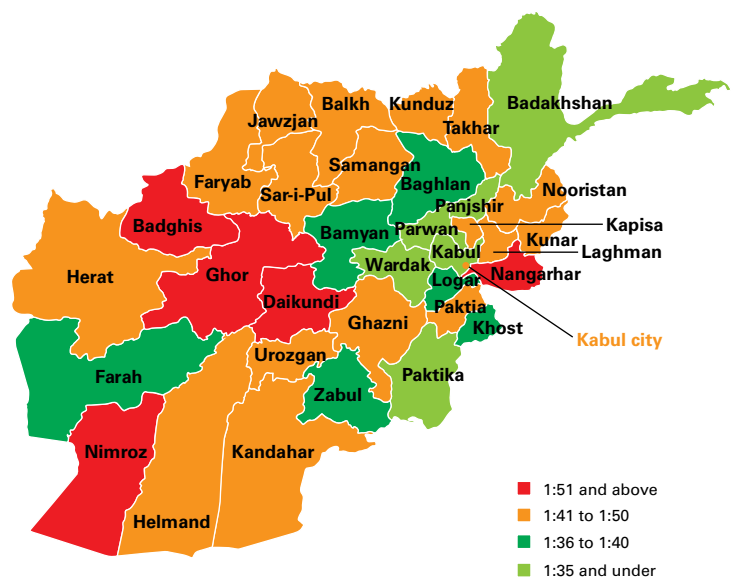 Balkh
Kunduz
Badakhshan
Jawzjan
Takhar
Samangan
Faryab
Baghlan
Sar-i-Pul
Nooristan
Panjshir
Badghis
Bamyan
Parwan
Kapisa
Kunar
Kabul
Laghman
Herat
Ghor
Wardak
Nangarhar
Logar
Daikundi
Paktia
Ghazni
Khost
Kabul city
Urozgan
Farah
Paktika
Zabul
Nimroz
Kandahar
Helmand
1:51 and above
1:41 to 1:50
1:36 to 1:40
1:35 and under